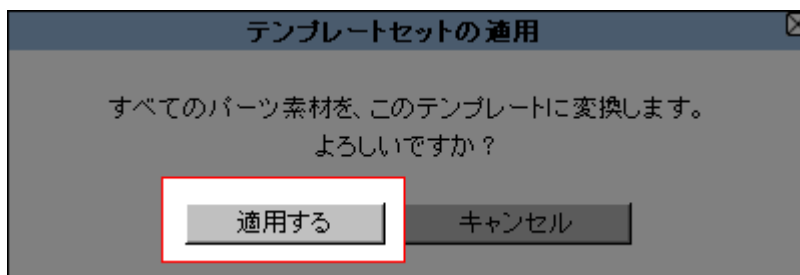 テンプレートセットの適用
すべてのパーツ素材を、このテンプレートに変換します。
よろしいですか？
適用する
キャンセル